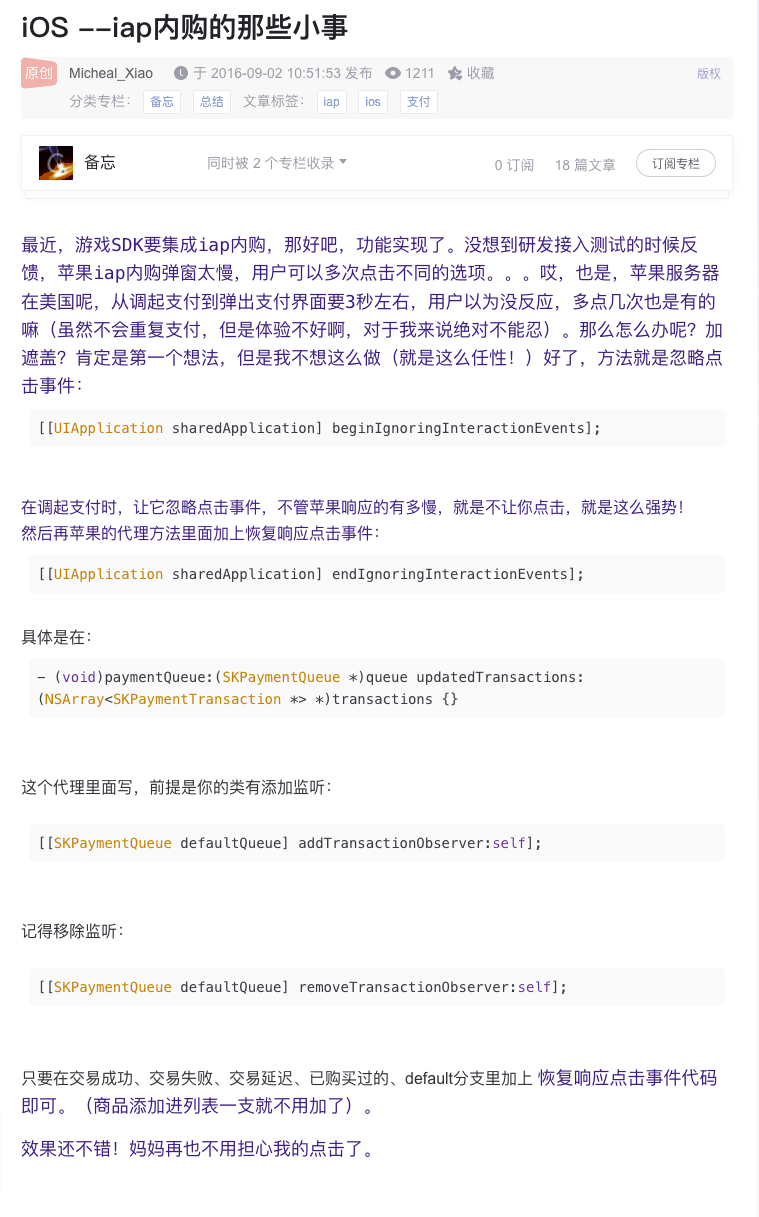 iOS --iap内购的那些小事
原创 Micheal_Xiao 于 2016-09-02 10:51:53 发布 1211 收藏 版权
分类专栏： 备忘 总结 文章标签： iap ios 支付
备忘 同时被 2 个专栏收录 0 订阅 18 篇文章 订阅专栏
最近，游戏SDK要集成iap内购，那好吧，功能实现了。没想到研发接入测试的时候反
馈，苹果iap内购弹窗太慢，用户可以多次点击不同的选项。。。哎，也是，苹果服务器
在美国呢，从调起支付到弹出支付界面要3秒左右，用户以为没反应，多点几次也是有的
嘛（虽然不会重复支付，但是体验不好啊，对于我来说绝对不能忍）。那么怎么办呢？加
遮盖？肯定是第一个想法，但是我不想这么做（就是这么任性！）好了，方法就是忽略点
击事件：
[[UIApplication sharedApplication] beginIgnoringInteractionEvents];
在调起支付时，让它忽略点击事件，不管苹果响应的有多慢，就是不让你点击，就是这么强势！
然后再苹果的代理方法里面加上恢复响应点击事件：
[[UIApplication sharedApplication] endIgnoringInteractionEvents];
具体是在：
- (void)paymentQueue:(SKPaymentQueue *)queue updatedTransactions:
(NSArray<SKPaymentTransaction *> *)transactions {}
这个代理里面写，前提是你的类有添加监听：
[[SKPaymentQueue defaultQueue] addTransactionObserver:self];
记得移除监听：
[[SKPaymentQueue defaultQueue] removeTransactionObserver:self];
只要在交易成功、交易失败、交易延迟、已购买过的、default分支里加上 恢复响应点击事件代码
即可。（商品添加进列表一支就不用加了）。
效果还不错！妈妈再也不用担心我的点击了。